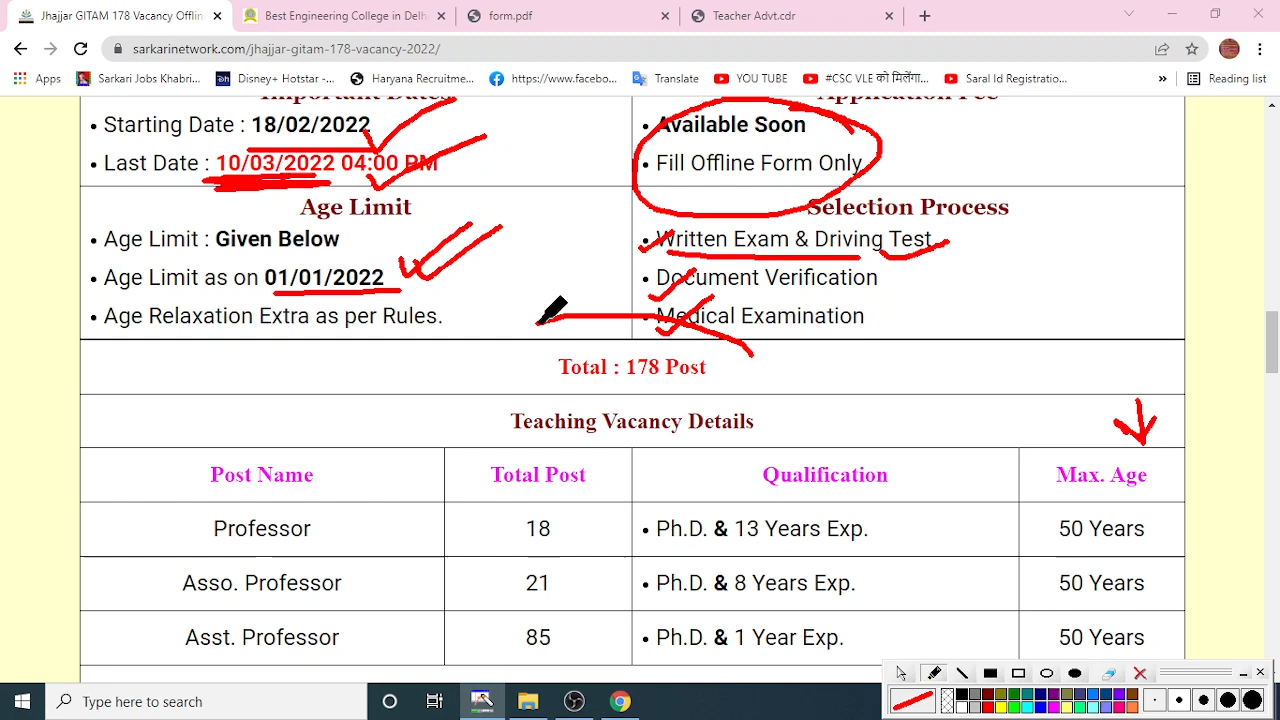 Jhajjar GITAM 178 Vacancy Offlin
Best Engineering College in Delh
form.pdf
Teacher Advt.cdr
sarkarinetwork.com/jhajjar-gitam-178-vacancy-2022/
Apps
Sarkari Jobs Khabri...
Disney+ Hotstar -...
Haryana Recruitme...
https://www.facebo...
Translate
YOU TUBE
#CSC VLE को मिलेंगा...
Saral Id Registratio...
»
Reading list
Important Dates
Application Fee
• Starting Date : 18/02/2022
• Available Soon
• Last Date : 10/03/2022 04:00 PM
• Fill Offline Form Only
Age Limit
Selection Process
• Age Limit : Given Below
• Written Exam & Driving Test
• Age Limit as on 01/01/2022
• Document Verification
• Age Relaxation Extra as per Rules.
• Medical Examination
Total : 178 Post
Teaching Vacancy Details
Post Name Total Post Qualification Max. Age
Professor 18 • Ph.D. & 13 Years Exp. 50 Years
Asso. Professor 21 • Ph.D. & 8 Years Exp. 50 Years
Asst. Professor 85 • Ph.D. & 1 Year Exp. 50 Years
Type here to search